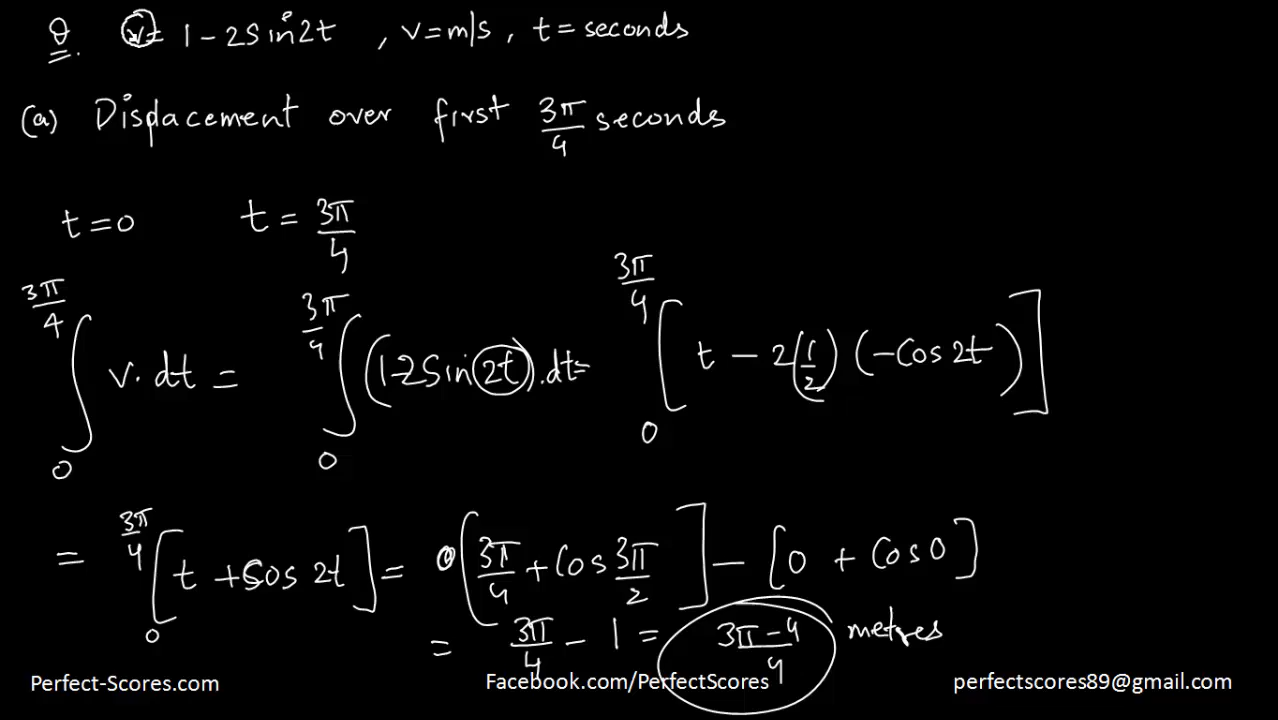 Q. v = 1 - 2 Sin 2t , v = m/s , t = seconds
(a) Displacement over first 3π/4 seconds
t = 0 t = 3π/4
∫₀^(3π/4) v. dt = ∫₀^(3π/4) (1-2Sin(2t)).dt = ₀^(3π/4)[t - 2(1/2)(-Cos 2t)]
= ₀^(3π/4)[t + Cos 2t] = [3π/4 + Cos 3π/2] - [0 + Cos 0]
= 3π/4 - 1 = 3π-4/4 metres
Perfect-Scores.com Facebook.com/PerfectScores perfectscores89@gmail.com